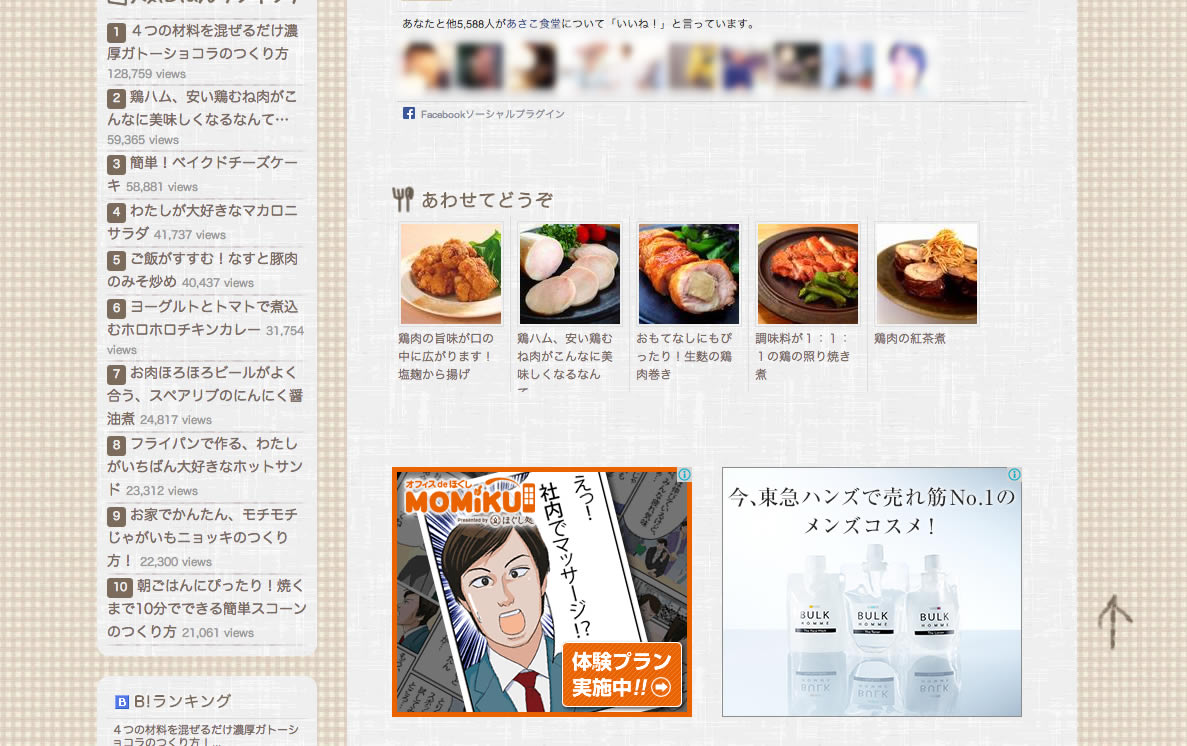 1 ４つの材料を混ぜるだけ濃
厚ガトーショコラのつくり方
128,759 views
2 鶏ハム、安い鶏むね肉がこ
んなに美味しくなるなんて…
59,365 views
3 簡単！ベイクドチーズケー
キ 58,881 views
4 わたしが大好きなマカロニ
サラダ 41,737 views
5 ご飯がすすむ！なすと豚肉
のみそ炒め 40,437 views
6 ヨーグルトとトマトで煮込
むホロホロチキンカレー 31,754
views
7 お肉ほろほろビールがよく
合う、スペアリブのにんにく醤
油煮 24,817 views
8 フライパンで作る、わたし
がいちばん大好きなホットサン
ド 23,312 views
9 お家でかんたん、モチモチ
じゃがいもニョッキのつくり
方！ 22,300 views
10 朝ごはんにぴったり！焼く
まで10分でできる簡単スコーン
のつくり方 21,061 views
B!ランキング
４つの材料を混ぜるだけ濃厚ガトーシ
ョコラのつくり方！...
あなたと他5,588人があさこ食堂について「いいね！」と言っています。
Facebookソーシャルプラグイン
あわせてどうぞ
鶏肉の旨味が口の
中に広がります！
塩麹から揚げ
鶏ハム、安い鶏む
ね肉がこんなに美
味しくなるなん
おもてなしにもぴ
ったり！生麩の鶏
肉巻き
調味料が１：１：
１の鶏の照り焼き
煮
鶏肉の紅茶煮
オフィスdeほぐし
MOMiKU
Presented by ほぐし処
えっ！
社内でマッサージ!?
体験プラン
実施中!!
今、東急ハンズで売れ筋No.1の
メンズコスメ！
BULK
HOMME
The Face Wash
BULK
HOMME
The Toner
BULK
HOMME
The Lotion